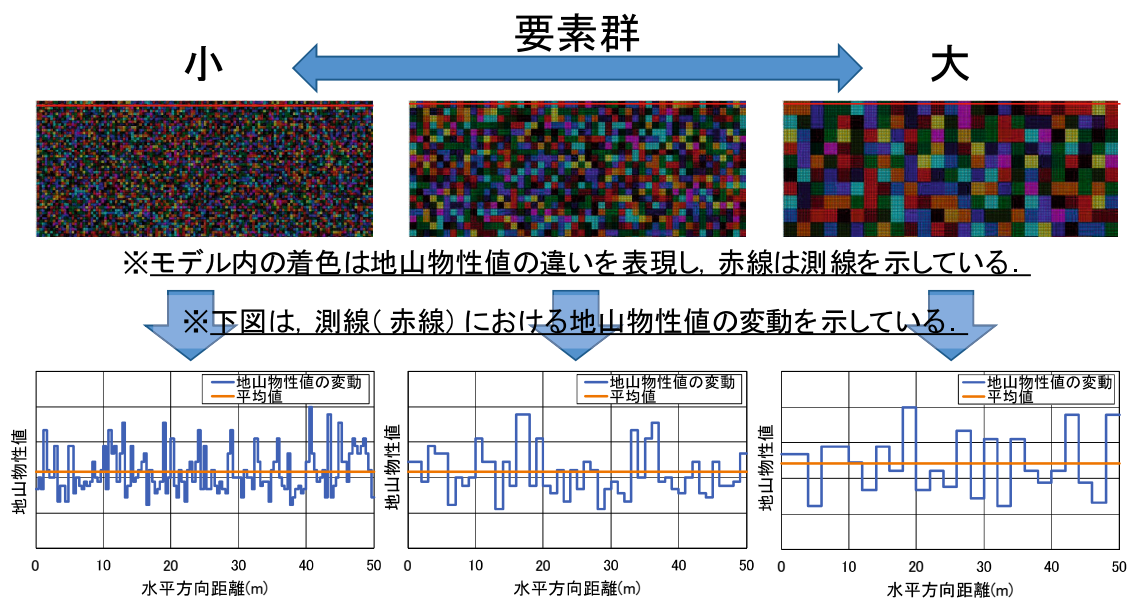 要素群
小
大
※モデル内の着色は地山物性値の違いを表現し, 赤線は測線を示している.
※下図は, 測線(赤線)における地山物性値の変動を示している.
地山物性値の変動
平均値
地山物性値
0 10 20 30 40 50
水平方向距離(m)
地山物性値の変動
平均値
地山物性値
0 10 20 30 40 50
水平方向距離(m)
地山物性値の変動
平均値
地山物性値
0 10 20 30 40 50
水平方向距離(m)